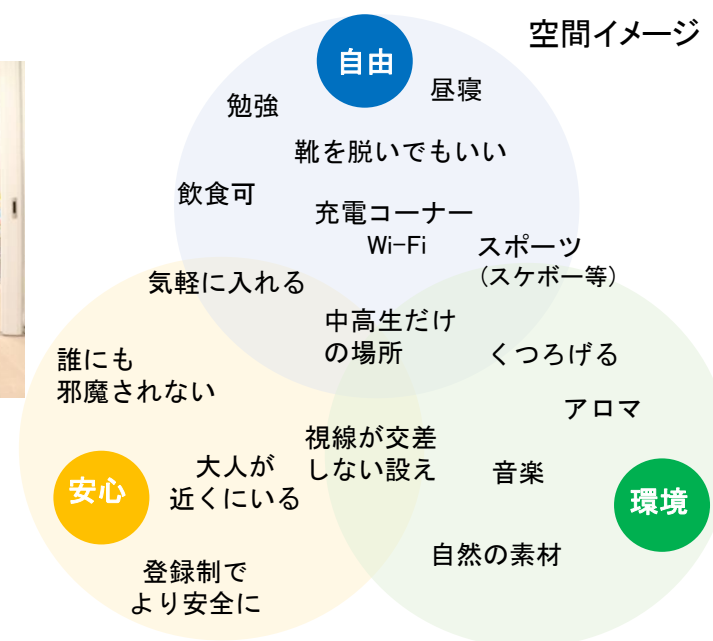 空間イメージ
自由
昼寝
勉強
靴を脱いでもいい
飲食可
充電コーナー
Wi-Fi
スポーツ
（スケボー等）
気軽に入れる
中高生だけ
の場所
くつろげる
誰にも
邪魔されない
アロマ
視線が交差
しない設え
大人が
近くにいる
音楽
安心
環境
自然の素材
登録制で
より安全に